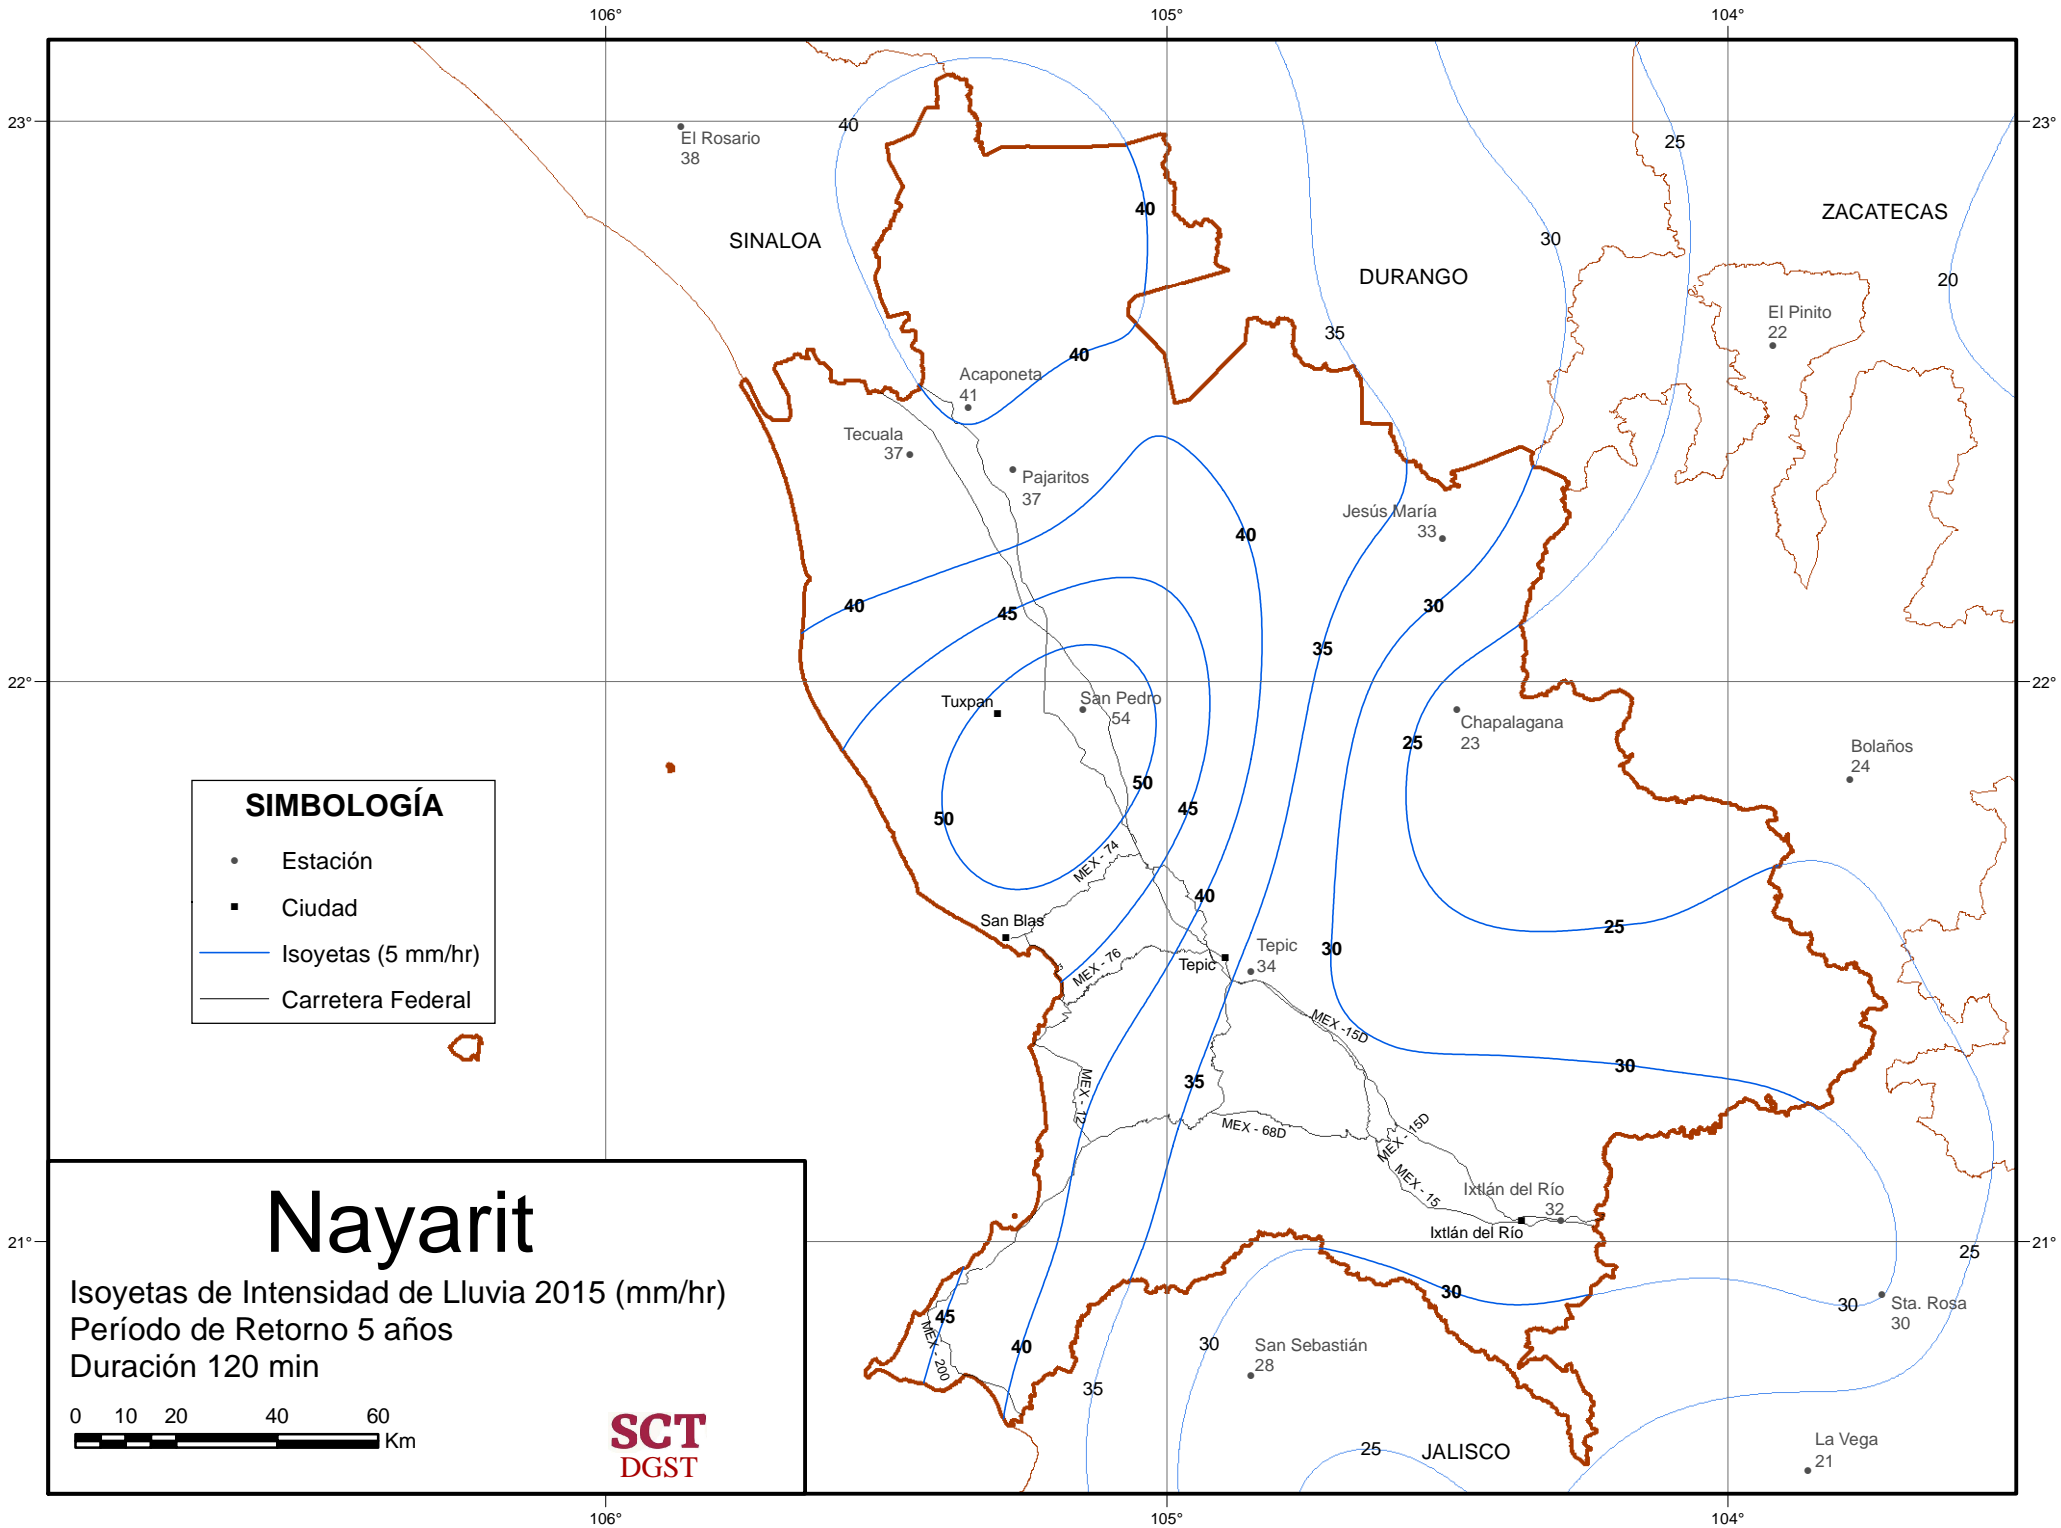 106°
105°
104°
23°
23°
El Rosario
38
40
25
40
SINALOA
ZACATECAS
30
DURANGO
20
35
El Pinito
22
40
Acaponeta
41
Tecuala
37
Pajaritos
37
Jesús María
33
40
40
45
30
35
22°
22°
Tuxpan
San Pedro
54
Chapalagana
23
25
Bolaños
24
50
45
50
SIMBOLOGÍA
Estación
Ciudad
Isoyetas (5 mm/hr)
Carretera Federal
MEX - 74
40
San Blas
25
30
Tepic
34
Tepic
MEX - 76
MEX -15D
30
35
MEX - 12
MEX - 68D
MEX - 15D
MEX - 15
Ixtlán del Río
32
Ixtlán del Río
21°
21°
25
30
30
Sta. Rosa
30
45
40
MEX - 200
30
San Sebastián
28
35
25
JALISCO
La Vega
21
Nayarit
Isoyetas de Intensidad de Lluvia 2015 (mm/hr)
Período de Retorno 5 años
Duración 120 min
0 10 20 40 60
Km
SCT
DGST
106°
105°
104°